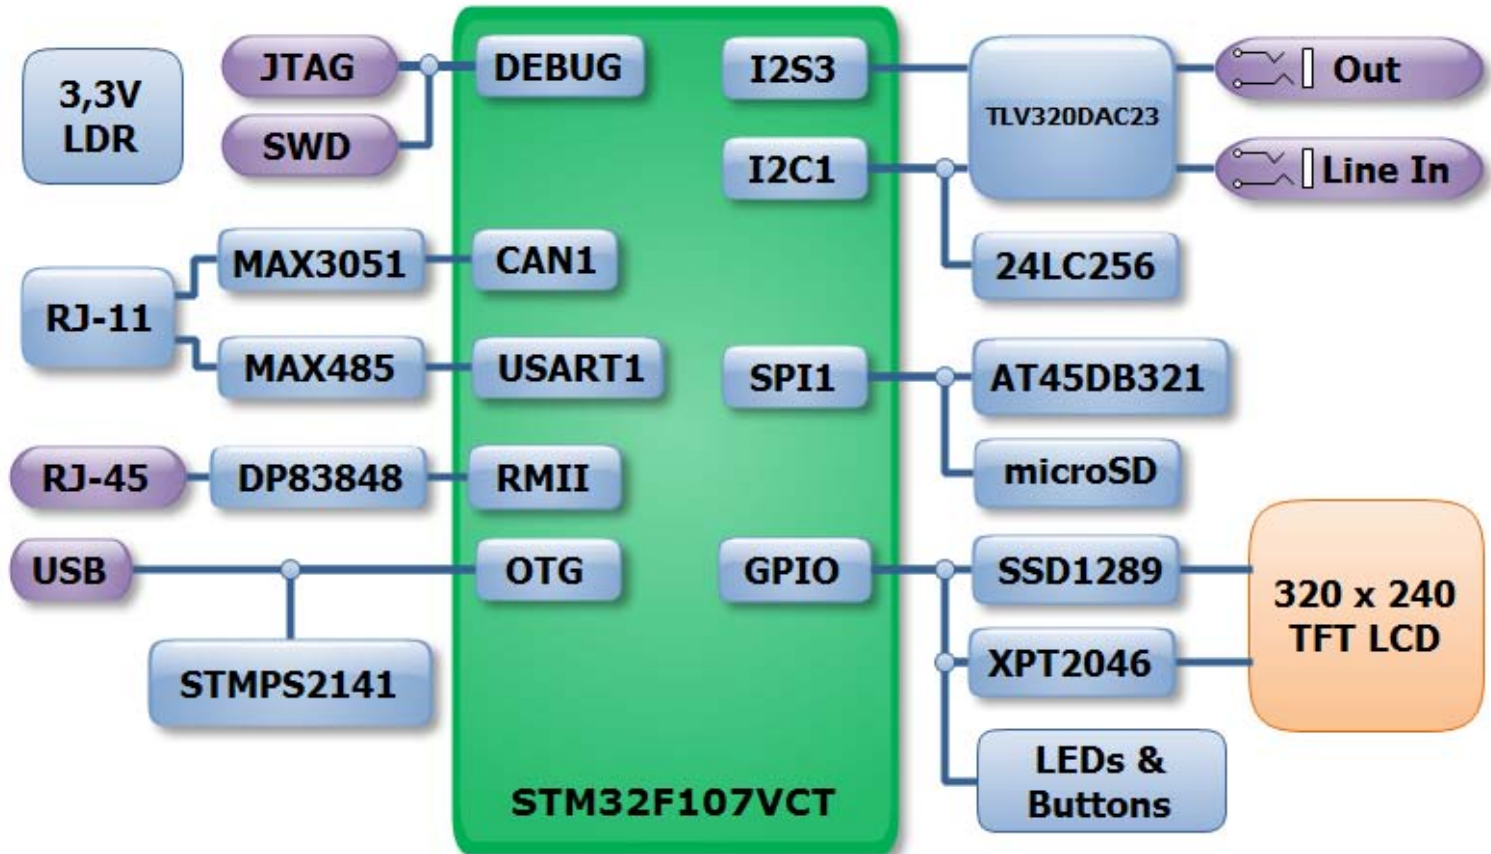 3,3V
LDR
JTAG
SWD
DEBUG
I2S3
TLV320DAC23
Out
I2C1
Line In
24LC256
RJ-11
MAX3051
CAN1
MAX485
USART1
SPI1
AT45DB321
microSD
RJ-45
DP83848
RMII
USB
OTG
STMPS2141
GPIO
SSD1289
XPT2046
320 x 240
TFT LCD
LEDs &
Buttons
STM32F107VCT